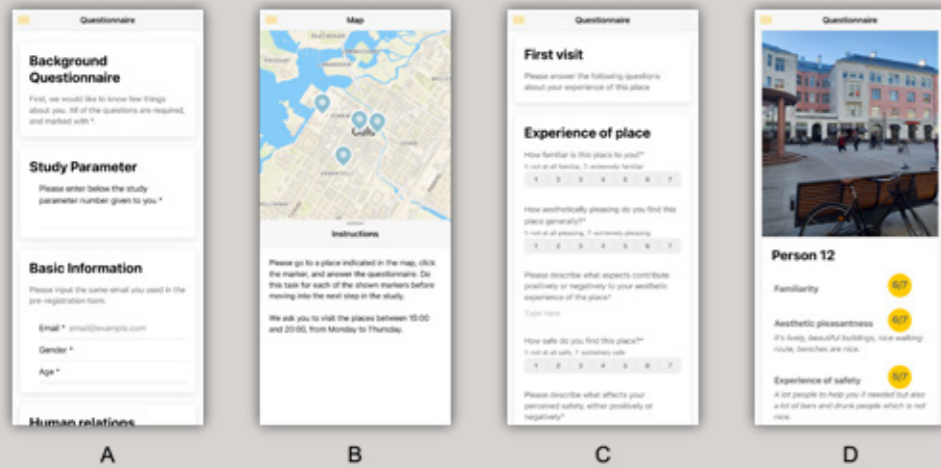 Questionnaire
Background
Questionnaire
First, we would like to know few things
about you. All of the questions are required,
and marked with *.
Study Parameter
Please enter below the study
parameter number given to you *
Basic Information
Please input the same email you used in the
pre-registration form.
Email * email@example.com
Gender *
Age *
Human relations
A
Map
Oulu
Instructions
Please go to a place indicated in the map, click
the marker, and answer the questionnaire. Do
this task for each of the shown markers before
moving into the next step in the study.
We ask you to visit the places between 15:00
and 20:00, from Monday to Thursday.
B
Questionnaire
First visit
Please answer the following questions
about your experience of this place
Experience of place
How familiar is this place to you?*
1: not at all familiar, 7: extremely familiar
1 2 3 4 5 6 7
How aesthetically pleasing do you find this
place generally?*
1: not at all pleasing, 7: extremely pleasing
1 2 3 4 5 6 7
Please describe what aspects contribute
positively or negatively to your aesthetic
experience of the place*
Type here
How safe do you find this place?*
1: not at all safe, 7: extremely safe
1 2 3 4 5 6 7
Please describe what affects your
perceived safety, either positively or
negatively*
C
Questionnaire
Person 12
Familiarity 6/7
Aesthetic pleasantness 6/7
It's lively, beautiful buildings, nice walking
route, benches are nice.
Experience of safety 5/7
A lot people to help you if needed but also
a lot of bars and drunk people which is not
nice.
D